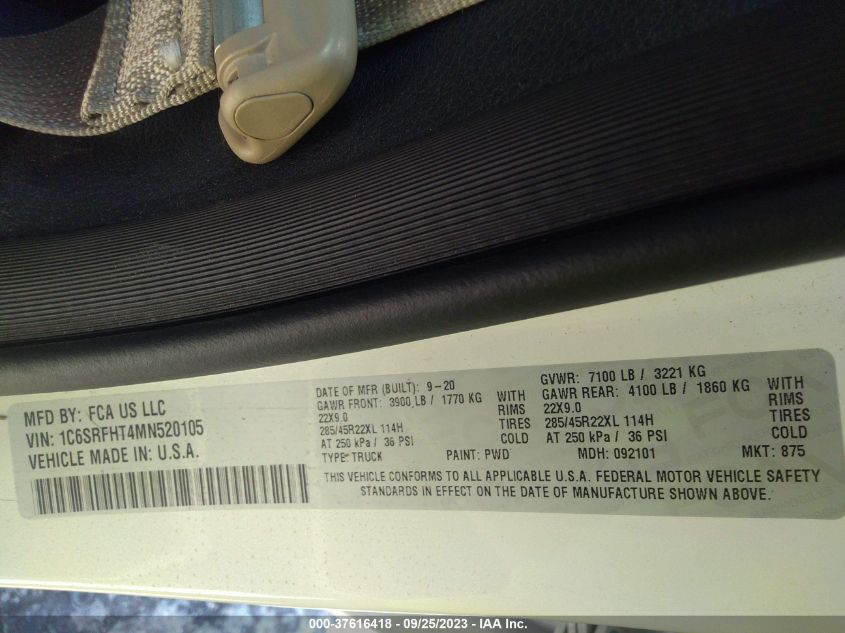 MFD BY: FCA US LLC
VIN: 1C6SRFHT4MN520105
VEHICLE MADE IN: U.S.A.
DATE OF MFR (BUILT): 9-20
GAWR FRONT: 3900 LB / 1770 KG WITH
22X9.0 RIMS
285/45R22XL 114H TIRES
AT 250 kPa / 36 PSI COLD
TYPE: TRUCK PAINT: PWD
GVWR: 7100 LB / 3221 KG
GAWR REAR: 4100 LB / 1860 KG WITH
22X9.0 RIMS
285/45R22XL 114H TIRES
AT 250 kPa / 36 PSI COLD
MDH: 092101 MKT: 875
THIS VEHICLE CONFORMS TO ALL APPLICABLE U.S.A. FEDERAL MOTOR VEHICLE SAFETY
STANDARDS IN EFFECT ON THE DATE OF MANUFACTURE SHOWN ABOVE.
000-37616418 - 09/25/2023 - IAA Inc.